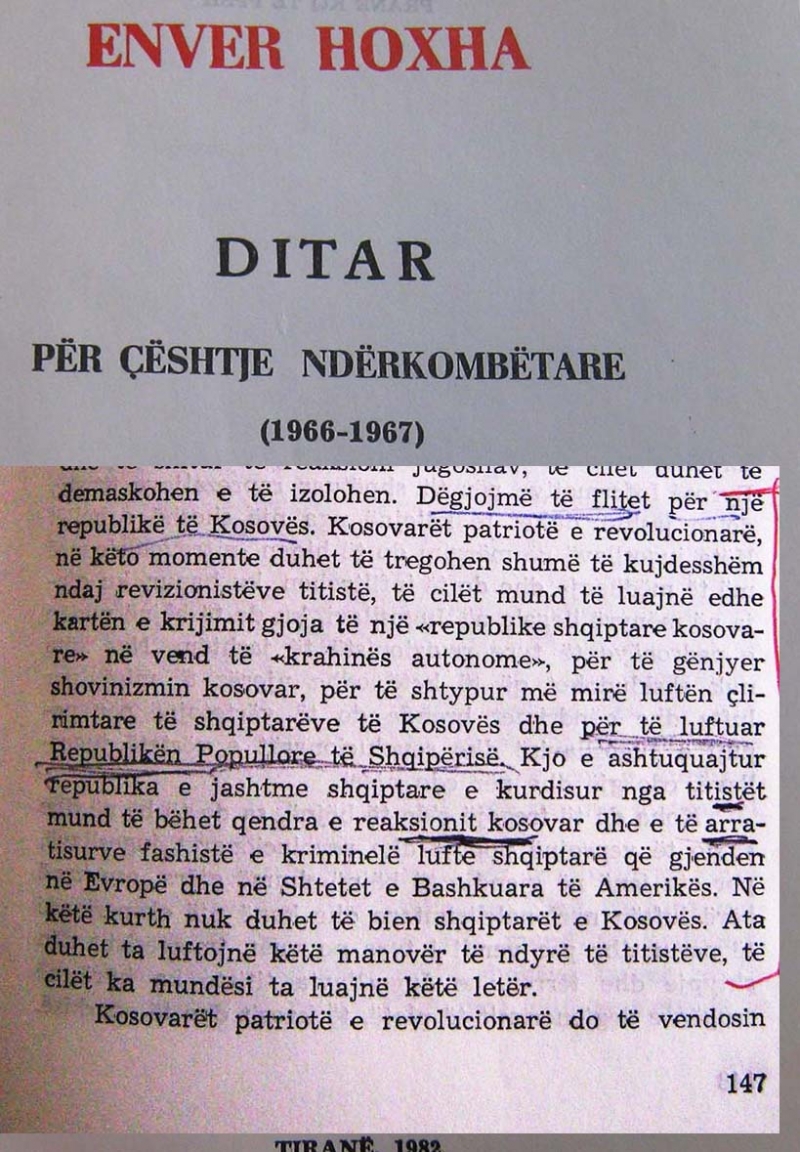 ENVER HOXHA
DITAR
PËR ÇËSHTJE NDËRKOMBËTARE
(1966-1967)
jugosllav, të cilët duhet të
demaskohen e të izolohen. Dëgjojmë të flitet për një
republikë të Kosovës. Kosovarët patriotë e revolucionarë,
në këto momente duhet të tregohen shumë të kujdesshëm
ndaj revizionistëve titistë, të cilët mund të luajnë edhe
kartën e krijimit gjoja të një «republike shqiptare kosova-
re» në vend të «krahinës autonome», për të gënjyer
shovinizmin kosovar, për të shtypur më mirë luftën çli-
rimtare të shqiptarëve të Kosovës dhe për të luftuar
Republikën Popullore të Shqipërisë. Kjo e ashtuquajtur
republika e jashtme shqiptare e kurdisur nga titistët
mund të bëhet qendra e reaksionit kosovar dhe e të arra-
tisurve fashistë e kriminelë lufte shqiptarë që gjenden
në Evropë dhe në Shtetet e Bashkuara të Amerikës. Në
këtë kurth nuk duhet të bien shqiptarët e Kosovës. Ata
duhet ta luftojnë këtë manovër të ndyrë të titistëve, të
cilët ka mundësi ta luajnë këtë letër.
Kosovarët patriotë e revolucionarë do të vendosin
147
TIRANË, 1982